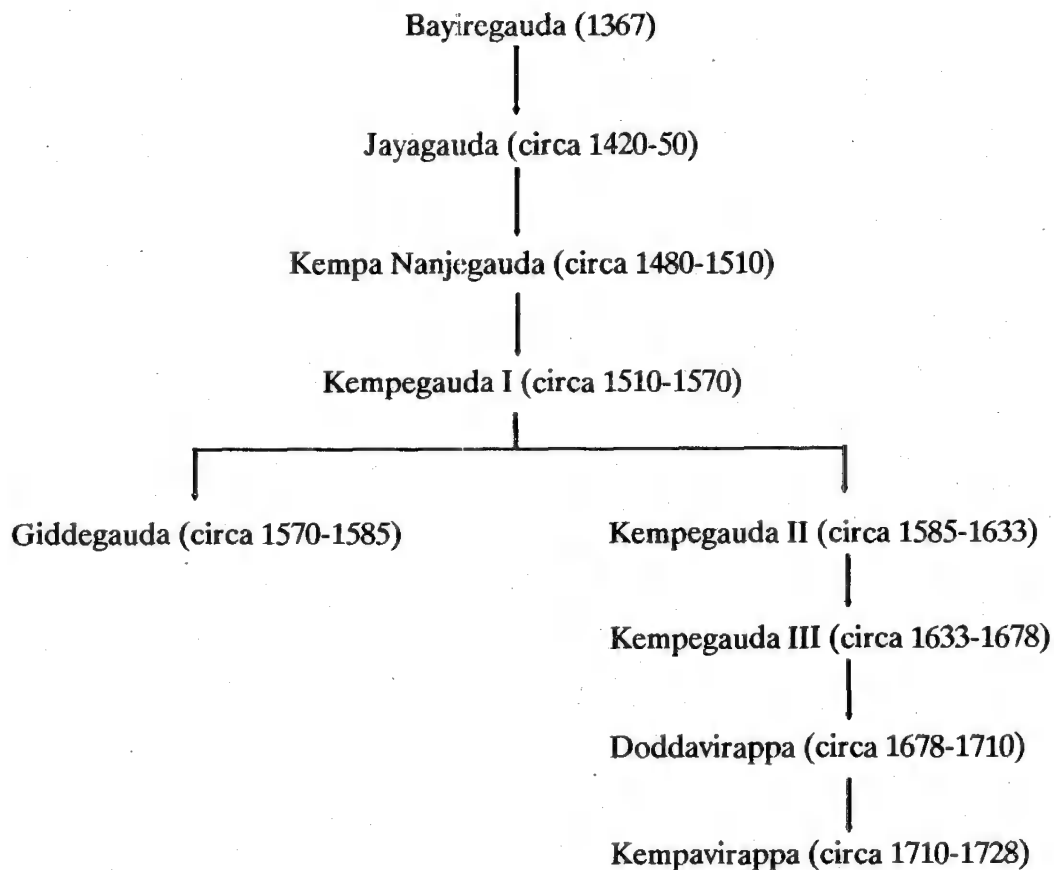 Bayiregauda (1367)
Jayagauda (circa 1420-50)
Kempa Nanjegauda (circa 1480-1510)
Kempegauda I (circa 1510-1570)
Giddegauda (circa 1570-1585)
Kempegauda II (circa 1585-1633)
Kempegauda III (circa 1633-1678)
Doddavirappa (circa 1678-1710)
Kempavirappa (circa 1710-1728)